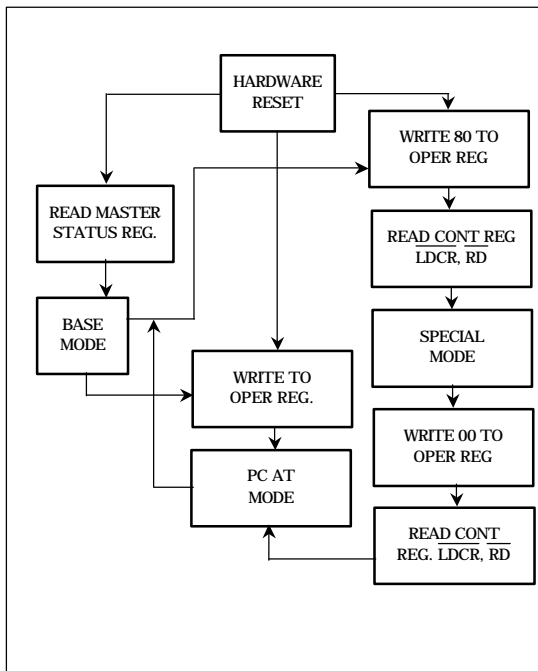 HARDWARE
RESET
WRITE 80 TO
OPER REG
READ MASTER
STATUS REG.
READ CONT REG
LDCR, RD
BASE
MODE
SPECIAL
MODE
WRITE TO
OPER REG.
WRITE 00 TO
OPER REG
PC AT
MODE
READ CONT
REG. LDCR, RD